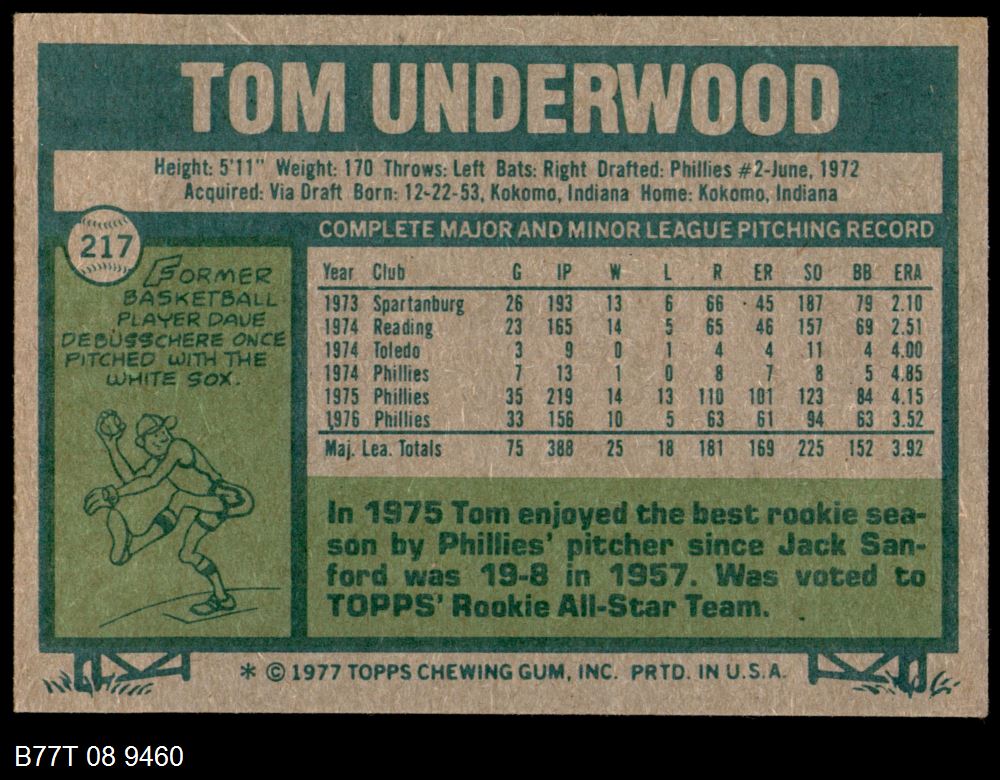 TOM UNDERWOOD
Height: 5'11" Weight: 170 Throws: Left Bats: Right Drafted: Phillies #2-June, 1972
Acquired: Via Draft Born: 12-22-53, Kokomo, Indiana Home: Kokomo, Indiana
217
FORMER
BASKETBALL
PLAYER DAVE
DEBUSSCHERE ONCE
PITCHED WITH THE
WHITE SOX.
COMPLETE MAJOR AND MINOR LEAGUE PITCHING RECORD
Year Club G IP W L R ER SO BB ERA
1973 Spartanburg 26 193 13 6 66 45 187 79 2.10
1974 Reading 23 165 14 5 65 46 157 69 2.51
1974 Toledo 3 9 0 1 4 4 11 4 4.00
1974 Phillies 7 13 1 0 8 7 8 5 4.85
1975 Phillies 35 219 14 13 110 101 123 84 4.15
1976 Phillies 33 156 10 5 63 61 94 63 3.52
Maj. Lea. Totals 75 388 25 18 181 169 225 152 3.92
In 1975 Tom enjoyed the best rookie sea-
son by Phillies' pitcher since Jack San-
ford was 19-8 in 1957. Was voted to
TOPPS' Rookie All-Star Team.
* © 1977 TOPPS CHEWING GUM, INC. PRTD. IN U.S.A.
B77T 08 9460